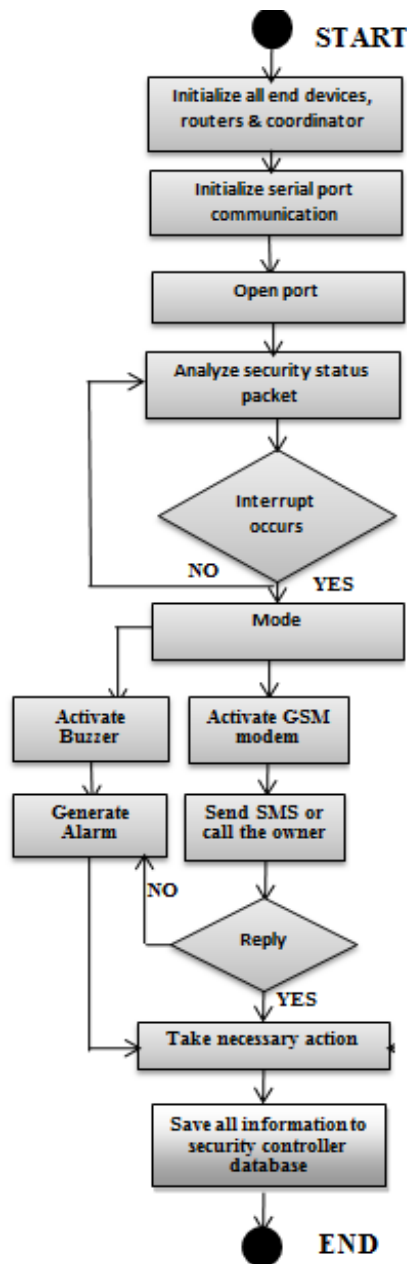 START
Initialize all end devices,
routers & coordinator
Initialize serial port
communication
Open port
Analyze security status
packet
Interrupt
occurs
NO
YES
Mode
Activate
Buzzer
Activate GSM
modem
Generate
Alarm
Send SMS or
call the owner
NO
Reply
YES
Take necessary action
Save all information to
security controller
database
END